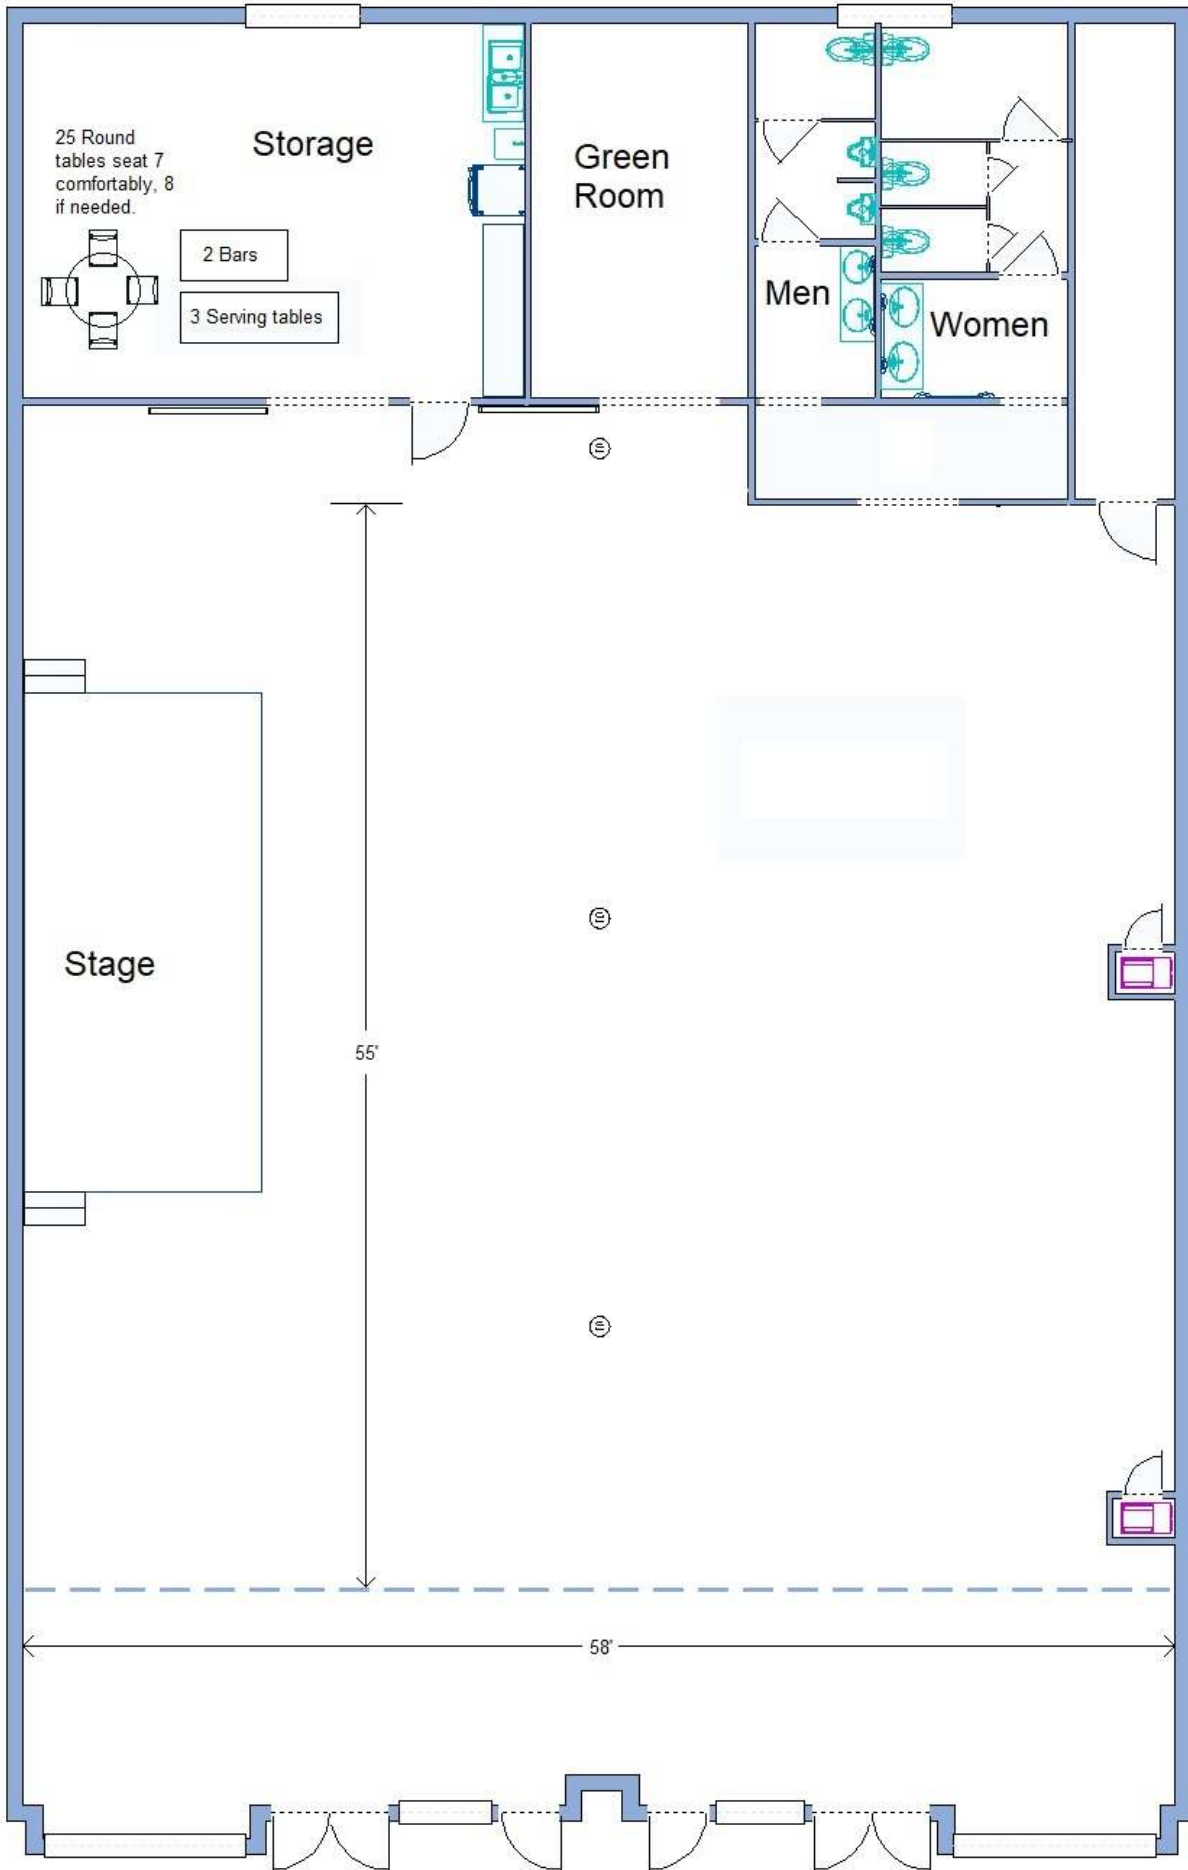 25 Round
tables seat 7
comfortably, 8
if needed.
Storage
2 Bars
3 Serving tables
Green
Room
Men
Women
Stage
55'
58'